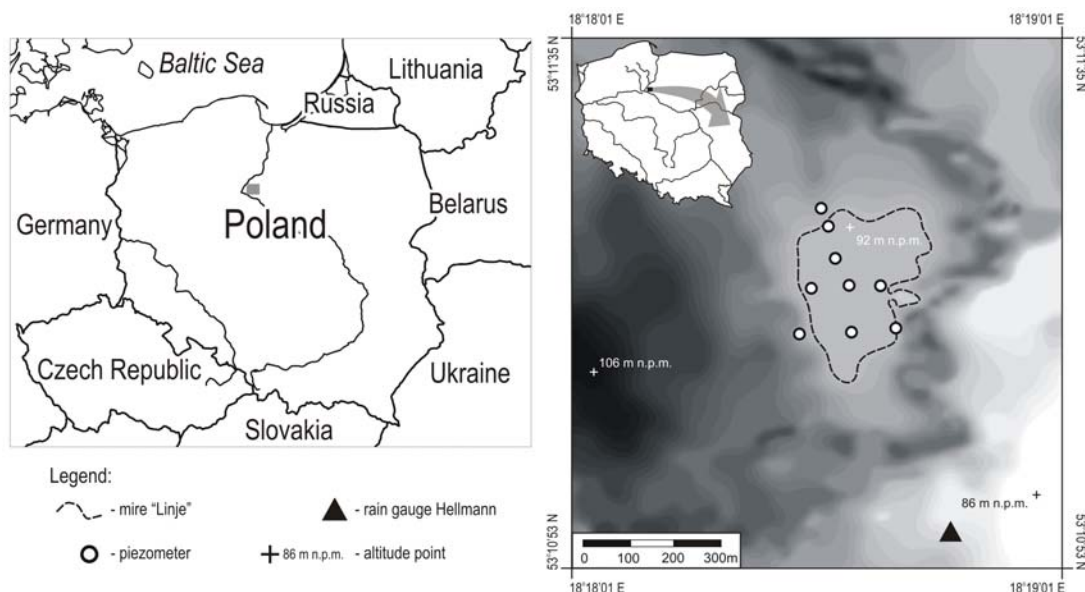 Baltic Sea
Lithuania
Russia
Germany
Poland
Belarus
Czech Republic
Ukraine
Slovakia
Legend:
- mire "Linje"
- rain gauge Hellmann
- piezometer
86 m n.p.m.
- altitude point
18°18'01 E
18°19'01 E
53°11'35 N
53°11'35 N
92 m n.p.m.
106 m n.p.m.
86 m n.p.m.
0 100 200 300m
53°10'53 N
53°10'53 N
18°18'01 E
18°19'01 E